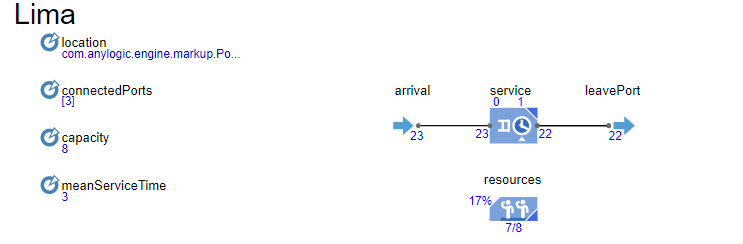 Lima
location
com.anylogic.engine.markup.Po...
connectedPorts
[3]
capacity
8
meanServiceTime
3
arrival
service
leavePort
0 1
23
23
22
22
resources
17%
7/8